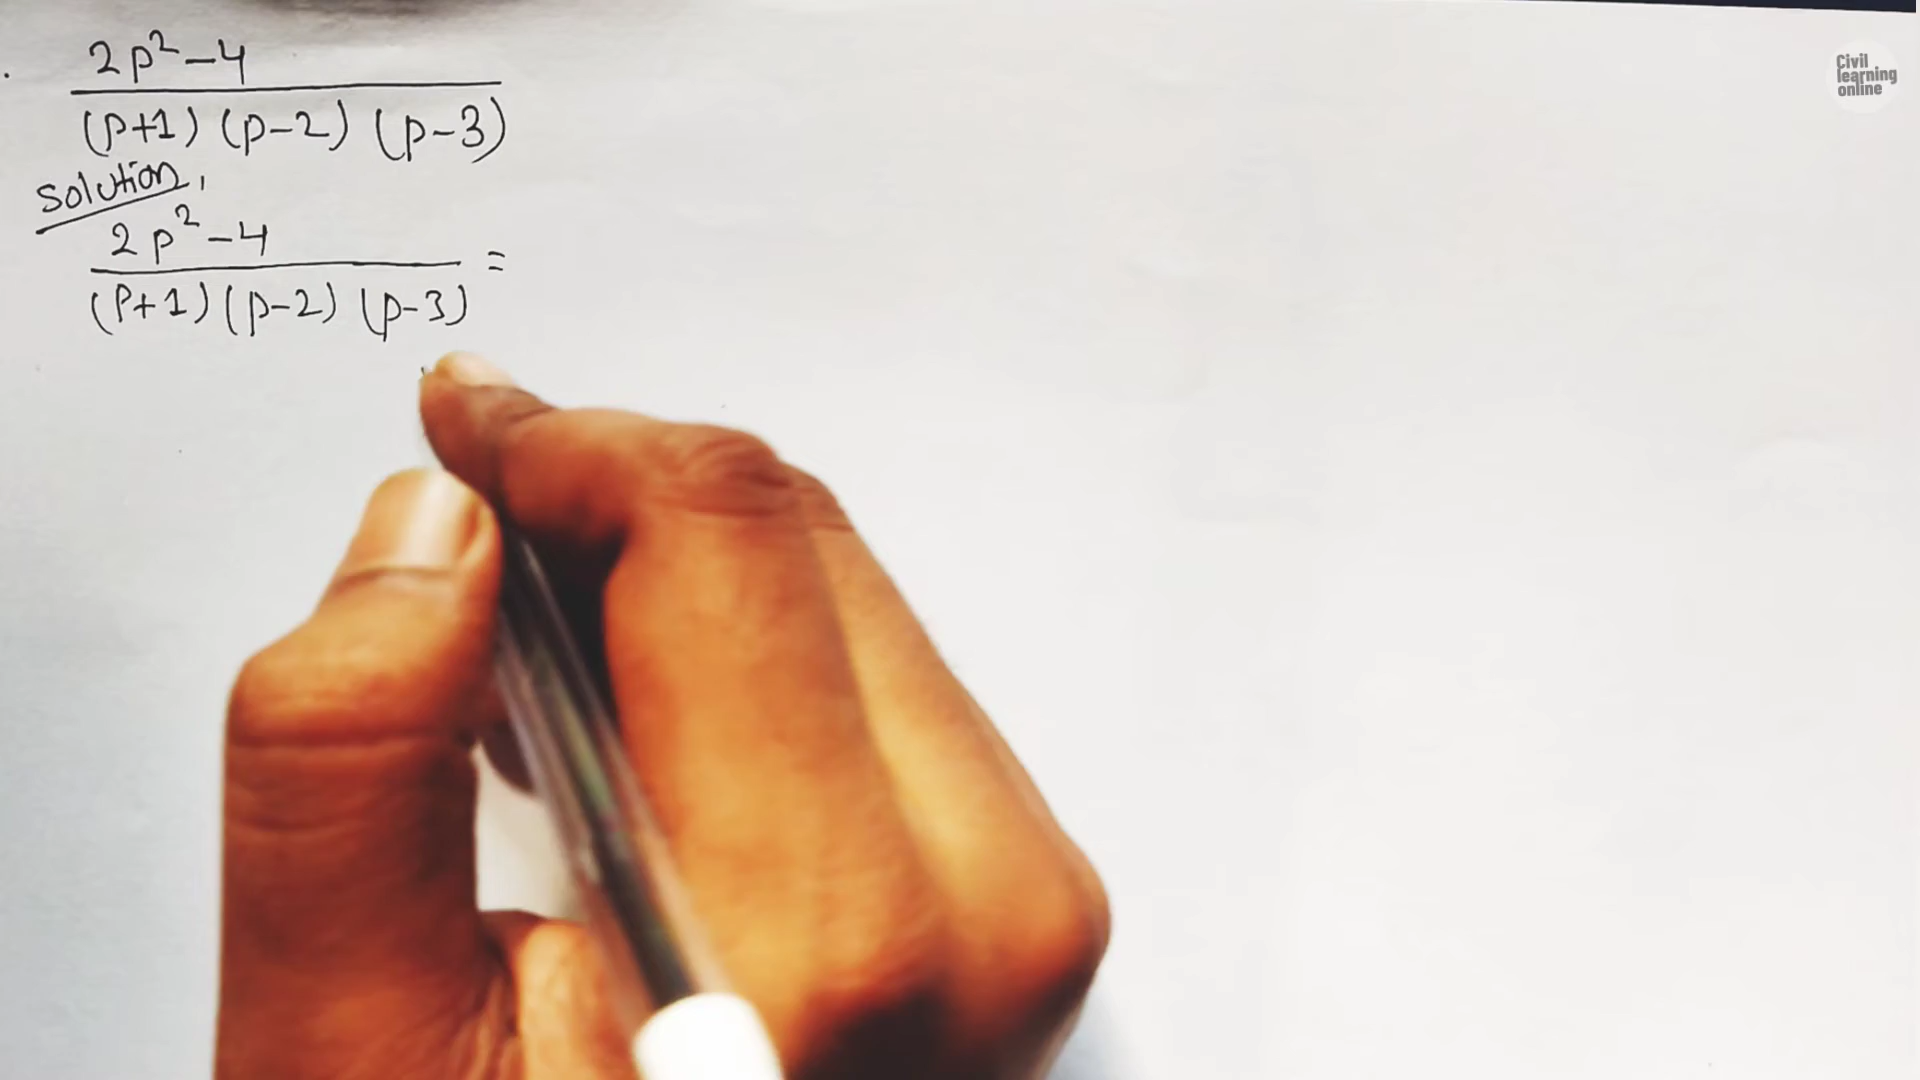 2p²-4
(p+1) (p-2) (p-3)
Solution,
2p²-4
(p+1) (p-2) (p-3) =
Civil
learning
online